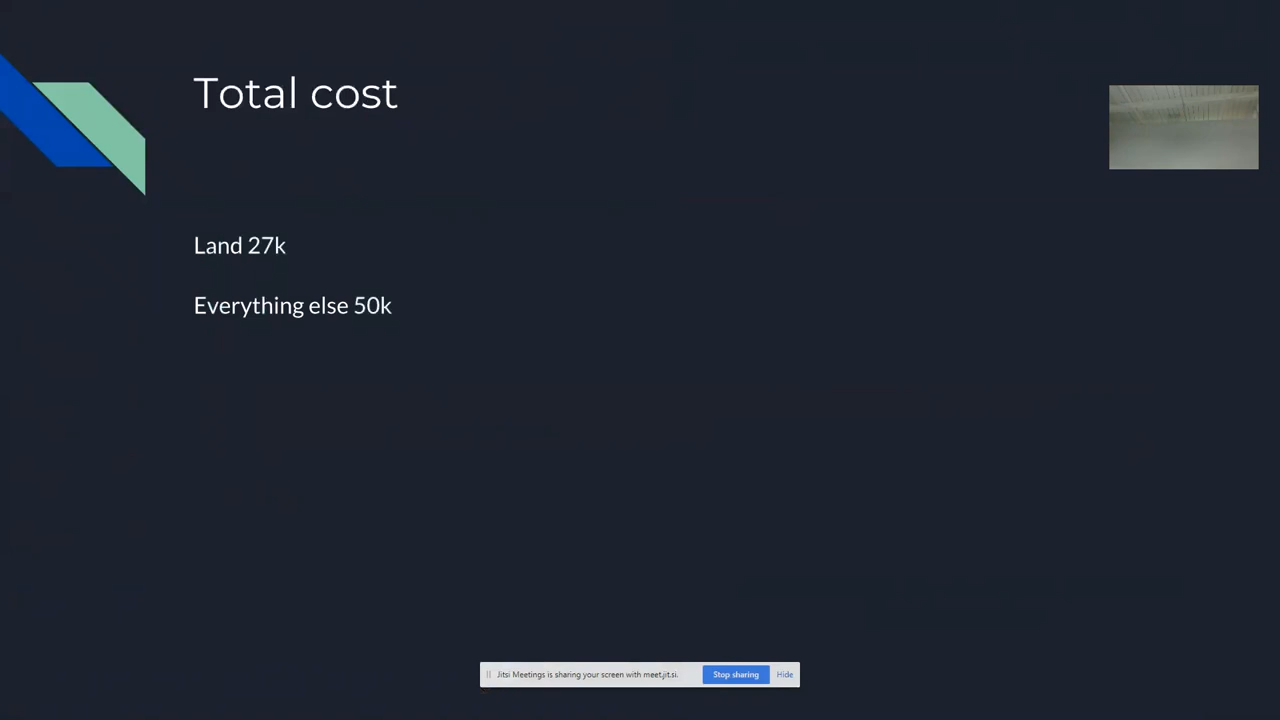 Total cost
Land 27k
Everything else 50k
Jitsi Meetings is sharing your screen with meet.jit.si.
Stop sharing
Hide